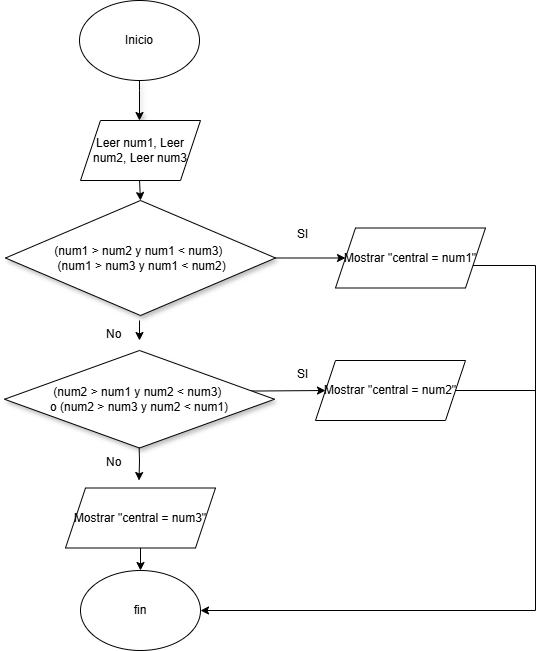 Inicio
Leer num1, Leer
num2, Leer num3
(num1 > num2 y num1 < num3)
(num1 > num3 y num1 < num2)
SI
Mostrar "central = num1"
No
(num2 > num1 y num2 < num3)
o (num2 > num3 y num2 < num1)
SI
Mostrar "central = num2"
No
Mostrar "central = num3"
fin